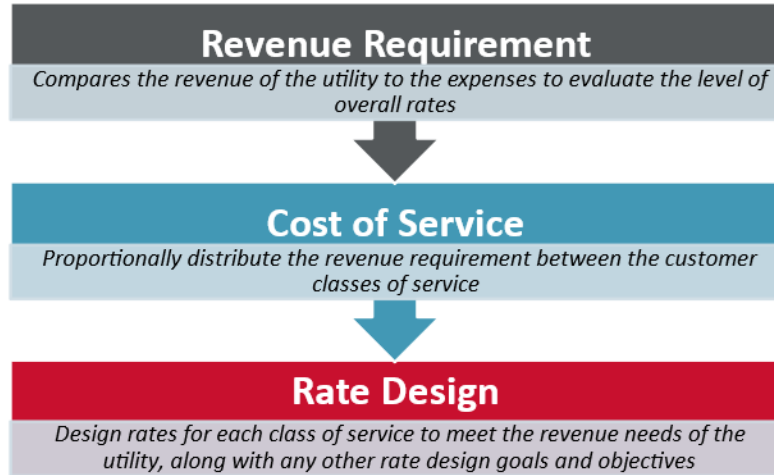 Revenue Requirement
Compares the revenue of the utility to the expenses to evaluate the level of
overall rates
Cost of Service
Proportionally distribute the revenue requirement between the customer
classes of service
Rate Design
Design rates for each class of service to meet the revenue needs of the
utility, along with any other rate design goals and objectives